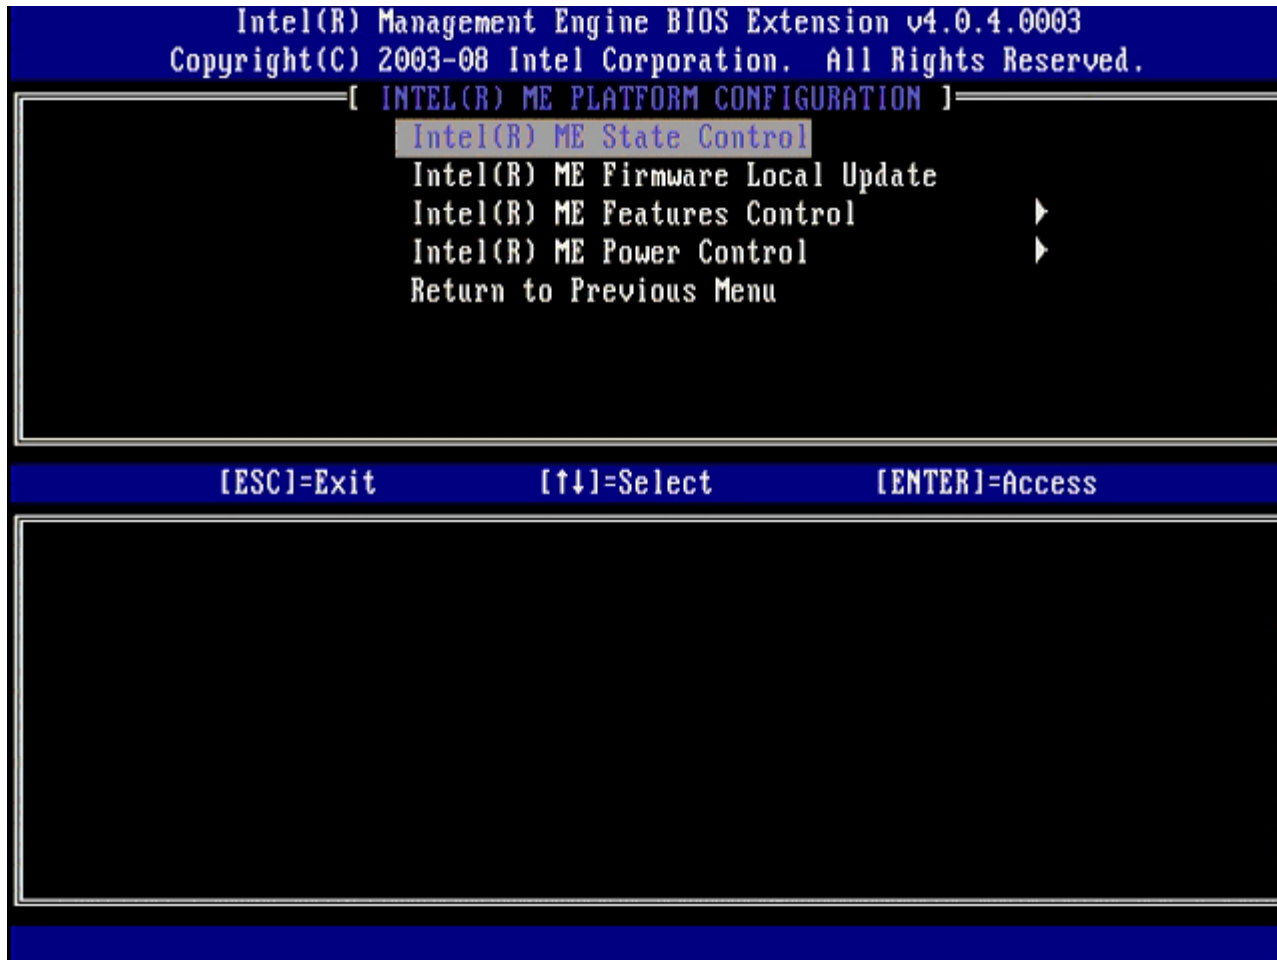 Intel(R) Management Engine BIOS Extension v4.0.4.0003
Copyright(C) 2003-08 Intel Corporation. All Rights Reserved.
[ INTEL(R) ME PLATFORM CONFIGURATION ]
Intel(R) ME State Control
Intel(R) ME Firmware Local Update
Intel(R) ME Features Control ►
Intel(R) ME Power Control ►
Return to Previous Menu
[ESC]=Exit [↑↓]=Select [ENTER]=Access